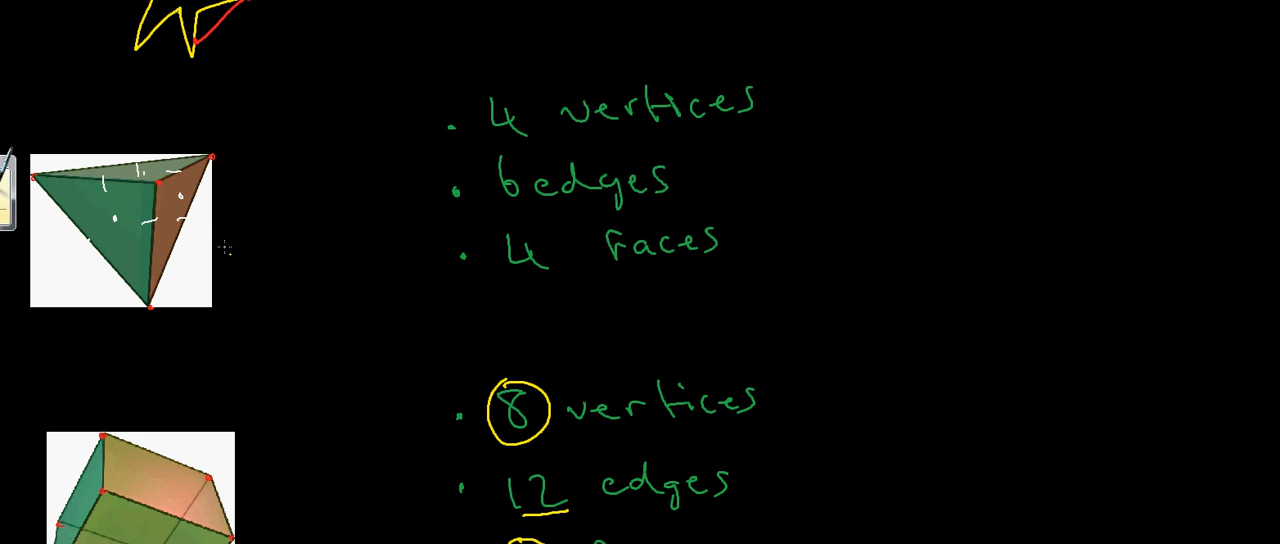 . 4 vertices
. 6 edges
. 4 faces
. 8 vertices
. 12 edges